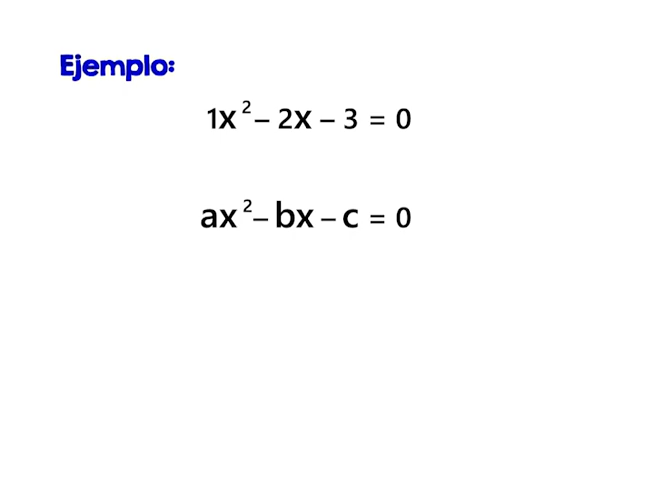 Ejemplo:
1x² – 2x – 3 = 0
ax² – bx – c = 0